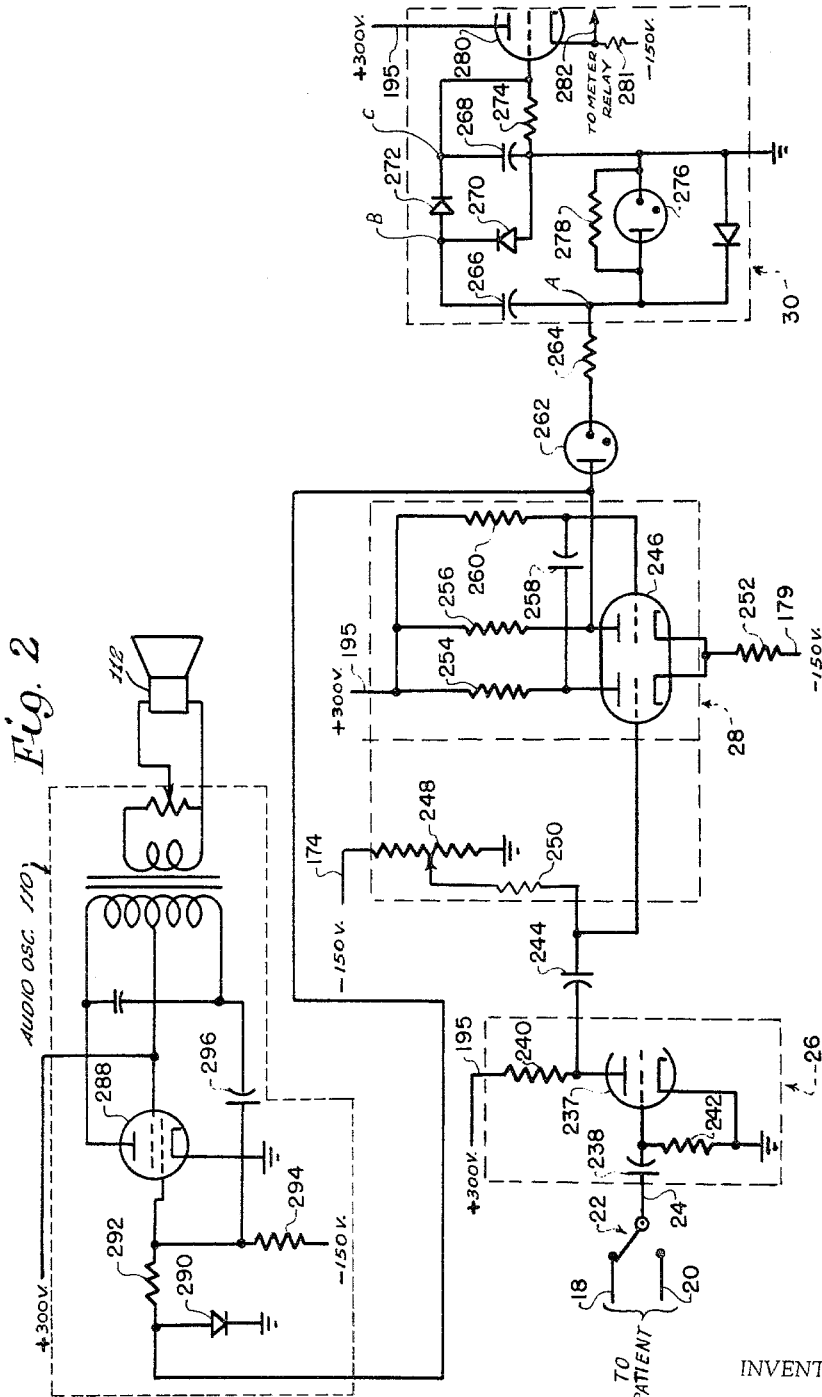 Fig. 2
AUDIO OSC. 110
112
+300V.
288
292
290
296
294
-150V.
+300V.
195
280
C
272
268
274
282
TO METER
RELAY
281
-150V.
B
270
266
278
276
A
264
30
262
+300V.
195
254
256
260
258
246
252
179
-150V.
28
174
-150V.
248
250
244
+300V.
195
240
237
238
242
26
22
24
18
20
TO
PATIENT
INVENT